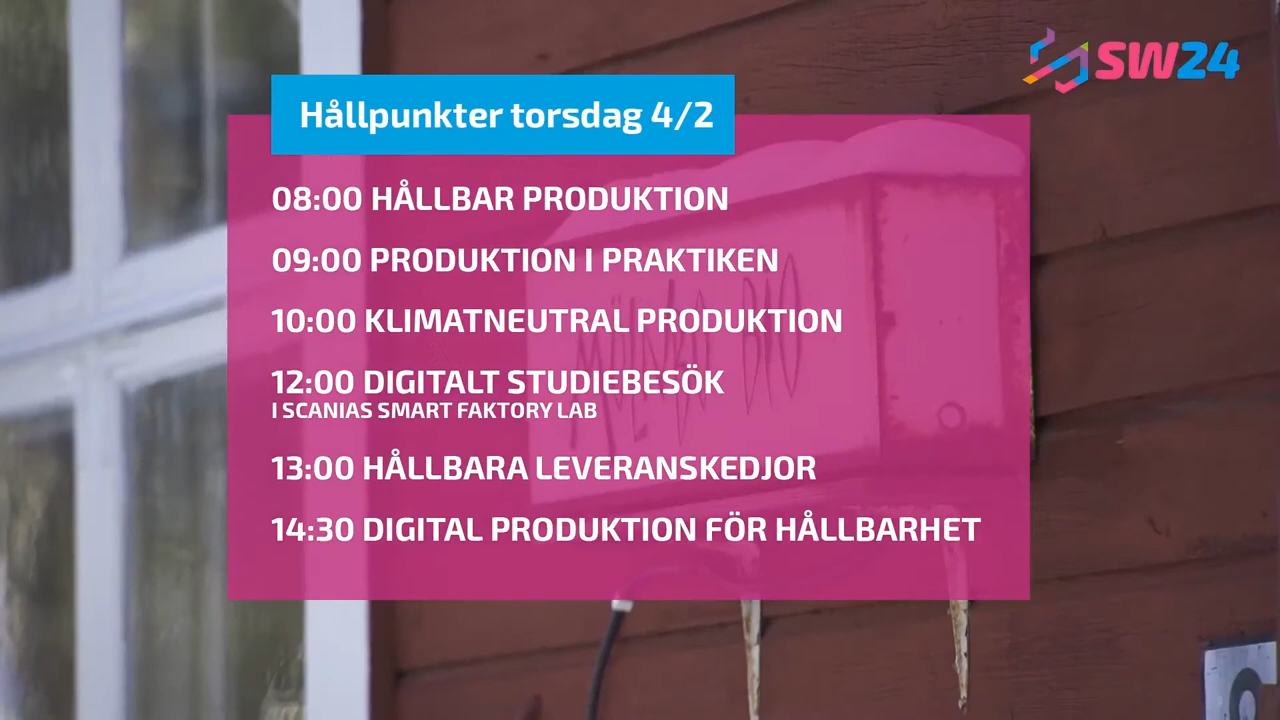 SW24
Hållpunkter torsdag 4/2
08:00 HÅLLBAR PRODUKTION
09:00 PRODUKTION I PRAKTIKEN
10:00 KLIMATNEUTRAL PRODUKTION
12:00 DIGITALT STUDIEBESÖK
I SCANIAS SMART FAKTORY LAB
13:00 HÅLLBARA LEVERANSKEDJOR
14:30 DIGITAL PRODUKTION FÖR HÅLLBARHET